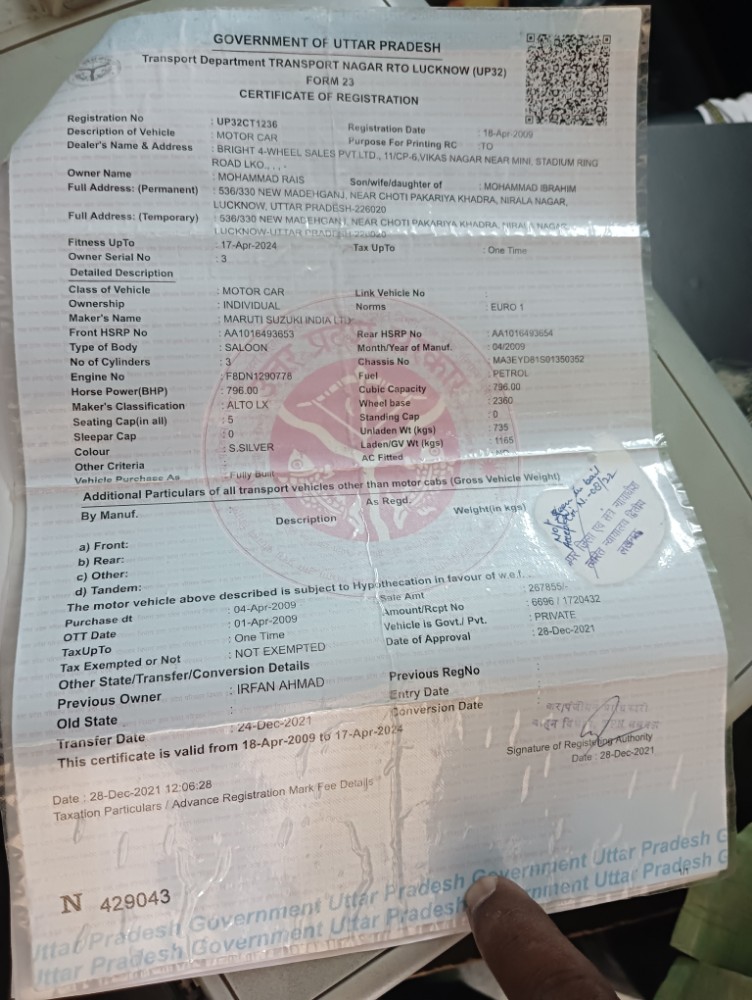 GOVERNMENT OF UTTAR PRADESH
Transport Department TRANSPORT NAGAR RTO LUCKNOW (UP32)
FORM 23
CERTIFICATE OF REGISTRATION
Registration No : UP32CT1236 Registration Date : 18-Apr-2009
Description of Vehicle : MOTOR CAR Purpose For Printing RC : TO
Dealer's Name & Address : BRIGHT 4-WHEEL SALES PVT.LTD., 11/CP-6,VIKAS NAGAR NEAR MINI, STADIUM RING
ROAD LKO., , , -
Owner Name : MOHAMMAD RAIS Son/wife/daughter of : MOHAMMAD IBRAHIM
Full Address: (Permanent) : 536/330 NEW MADEHGANJ, NEAR CHOTI PAKARIYA KHADRA, NIRALA NAGAR,
LUCKNOW, UTTAR PRADESH-226020
Full Address: (Temporary) : 536/330 NEW MADEHGANJ, NEAR CHOTI PAKARIYA KHADRA, NIRALA NAGAR,
LUCKNOW-UTTAR PRADESH-226020
Fitness UpTo : 17-Apr-2024 Tax UpTo : One Time
Owner Serial No : 3
Detailed Description
Class of Vehicle : MOTOR CAR Link Vehicle No :
Ownership : INDIVIDUAL Norms : EURO 1
Maker's Name : MARUTI SUZUKI INDIA LTD
Front HSRP No : AA1016493653 Rear HSRP No : AA1016493654
Type of Body : SALOON Month/Year of Manuf. : 04/2009
No of Cylinders : 3 Chassis No : MA3EYD81S01350352
Engine No : F8DN1290778 Fuel : PETROL
Horse Power(BHP) : 796.00 Cubic Capacity : 796.00
Maker's Classification : ALTO LX Wheel base : 2360
Seating Cap(in all) : 5 Standing Cap : 0
Sleepar Cap : 0 Unladen Wt (kgs) : 735
Colour : S.SILVER Laden/GV Wt (kgs) : 1165
Other Criteria AC Fitted : NO
Vehicle Purchase As : Fully Built
Additional Particulars of all transport vehicles other than motor cabs (Gross Vehicle Weight)
By Manuf. As Regd.
Description Weight(in kgs)
a) Front:
b) Rear:
c) Other:
d) Tandem:
The motor vehicle above described is subject to Hypothecation in favour of w.e.f.
Purchase dt : 04-Apr-2009 Sale Amt 267855/-
OTT Date : 01-Apr-2009 Amount/Rcpt No : 6696 / 1720432
TaxUpTo : One Time Vehicle is Govt./ Pvt. : PRIVATE
Tax Exempted or Not : NOT EXEMPTED Date of Approval : 28-Dec-2021
Other State/Transfer/Conversion Details
Previous Owner : IRFAN AHMAD Previous RegNo :
Old State : Entry Date :
Transfer Date : 24-Dec-2021 Conversion Date :
This certificate is valid from 18-Apr-2009 to 17-Apr-2024
Signature of Registering Authority
Date : 28-Dec-2021
Date : 28-Dec-2021 12:06:28
Taxation Particulars / Advance Registration Mark Fee Details :
N 429043
Uttar Pradesh Government Uttar Pradesh Government Uttar Pradesh G
Uttar Pradesh Government Uttar Pradesh Government Uttar Pradesh G